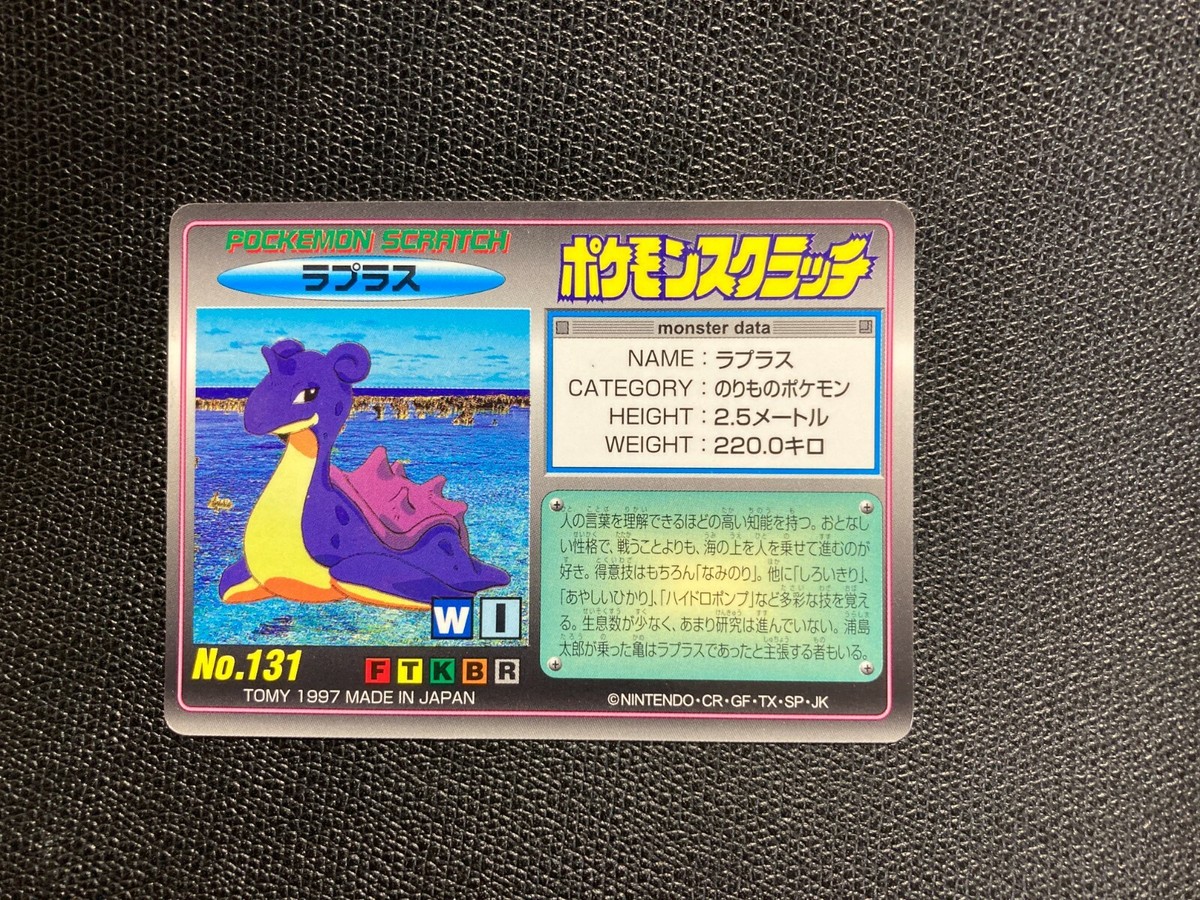 POCKEMON SCRATCH
ラプラス
W I
No.131
F T K B R
TOMY 1997 MADE IN JAPAN
ポケモンスクラッチ
monster data
NAME：ラプラス
CATEGORY：のりものポケモン
HEIGHT：2.5メートル
WEIGHT：220.0キロ
人の言葉を理解できるほどの高い知能を持つ。おとなし
い性格で、戦うことよりも、海の上を人を乗せて進むのが
好き。得意技はもちろん「なみのり」。他に「しろいきり」、
「あやしいひかり」、「ハイドロポンプ」など多彩な技を覚え
る。生息数が少なく、あまり研究は進んでいない。浦島
太郎が乗った亀はラプラスであったと主張する者もいる。
©NINTENDO・CR・GF・TX・SP・JK